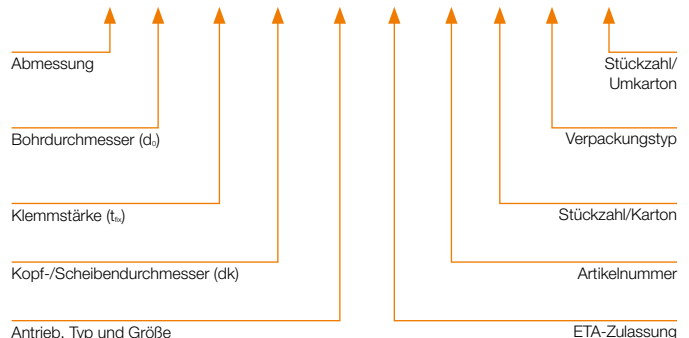 Abmessung
Stückzahl/
Umkarton
Bohrdurchmesser (d₀)
Verpackungstyp
Klemmstärke (tfix)
Stückzahl/Karton
Kopf-/Scheibendurchmesser (dk)
Artikelnummer
Antrieb, Typ und Größe
ETA-Zulassung